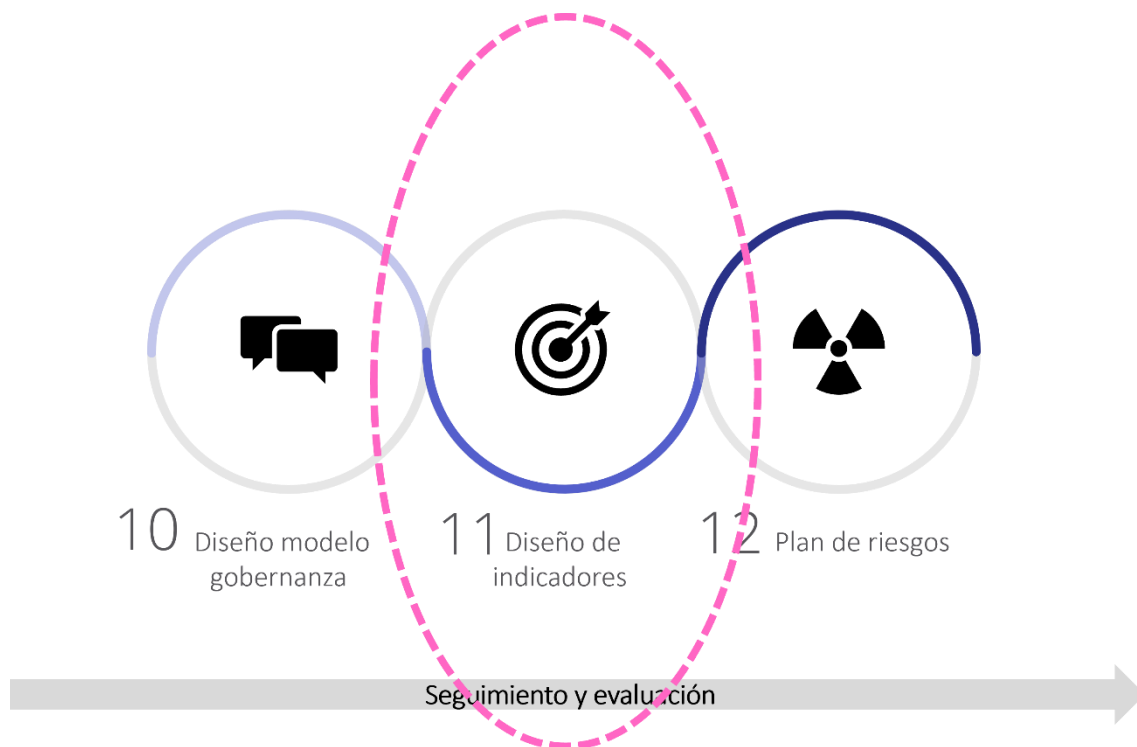 10 Diseño modelo
gobernanza
11 Diseño de
indicadores
12 Plan de riesgos
Seguimiento y evaluación